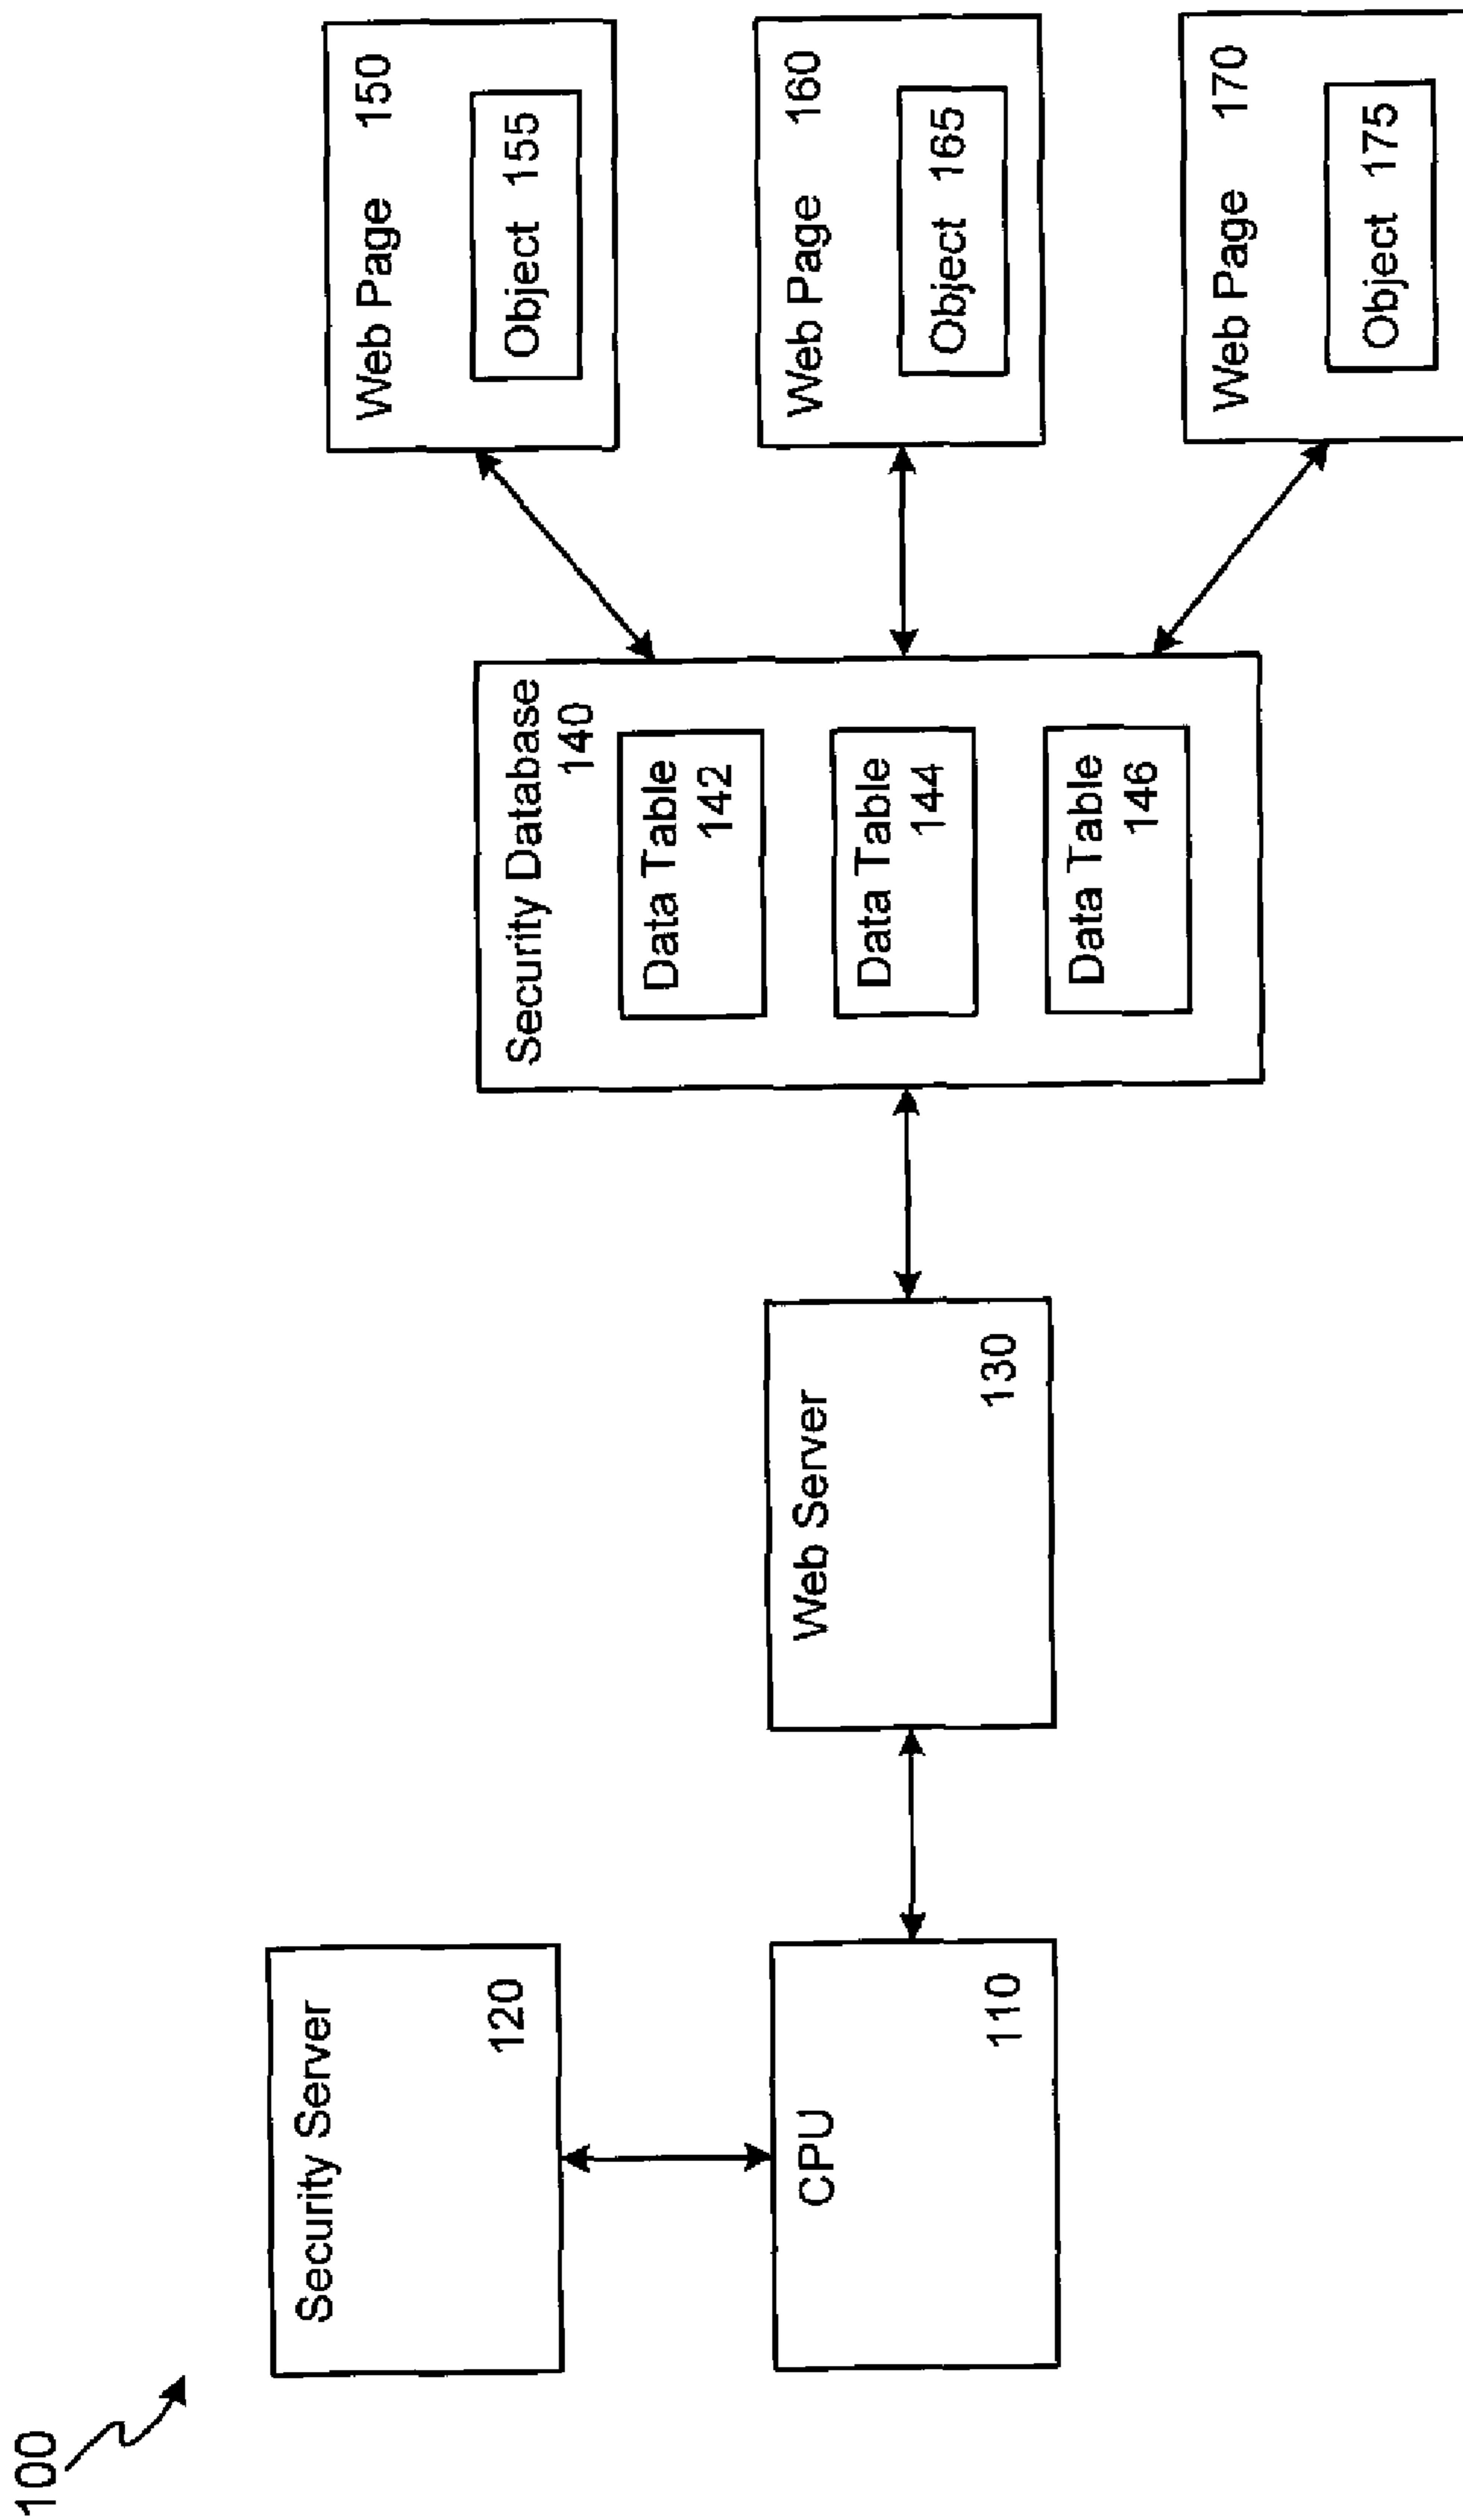 100
Security Server
120
CPU
110
Web Server
130
Security Database
140
Data Table
142
Data Table
144
Data Table
146
Web Page 150
Object 155
Web Page 160
Object 165
Web Page 170
Object 175